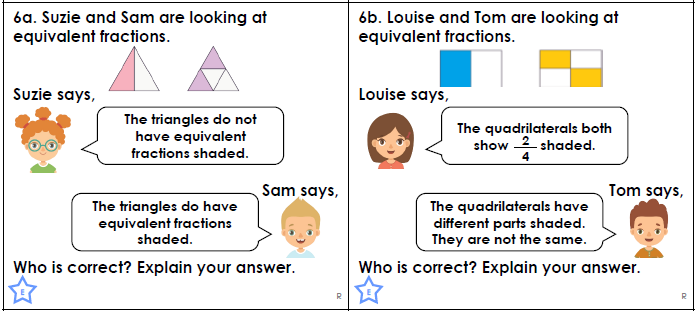 6a. Suzie and Sam are looking at
equivalent fractions.
Suzie says,
The triangles do not
have equivalent
fractions shaded.
Sam says,
The triangles do have
equivalent fractions
shaded.
Who is correct? Explain your answer.
E
R
6b. Louise and Tom are looking at
equivalent fractions.
Louise says,
The quadrilaterals both
show 2/4 shaded.
Tom says,
The quadrilaterals have
different parts shaded.
They are not the same.
Who is correct? Explain your answer.
E
R